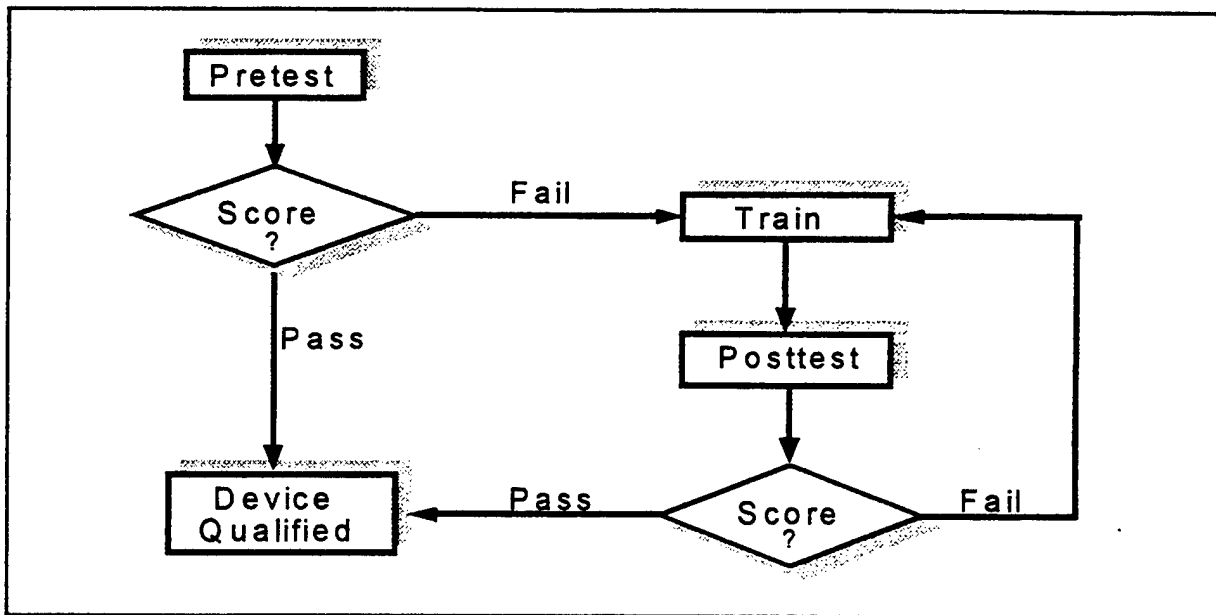 Pretest
Score
?
Fail
Train
Pass
Posttest
Device
Qualified
Pass
Score
?
Fail